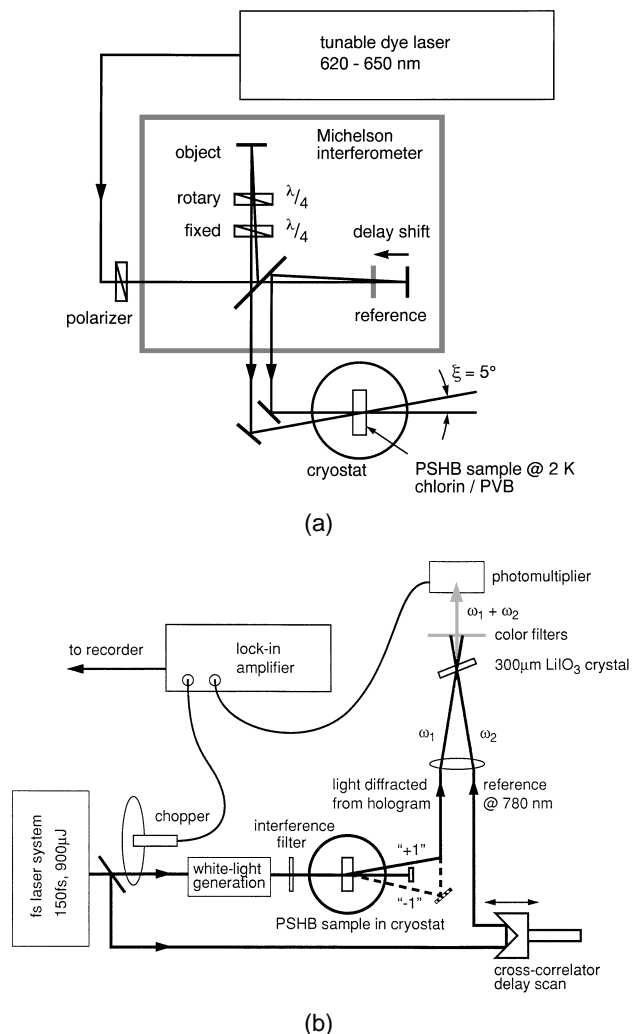 tunable dye laser
620 - 650 nm
Michelson
interferometer
object
rotary
λ/4
fixed
λ/4
delay shift
polarizer
reference
ξ = 5°
cryostat
PSHB sample @ 2 K
chlorin / PVB
(a)
photomultiplier
ω1 + ω2
color filters
to recorder
lock-in
amplifier
300μm LiIO3 crystal
ω1
ω2
light diffracted
from hologram
reference
@ 780 nm
fs laser system
150fs, 900μJ
chopper
interference
filter
white-light
generation
"+1"
"-1"
PSHB sample in cryostat
cross-correlator
delay scan
(b)